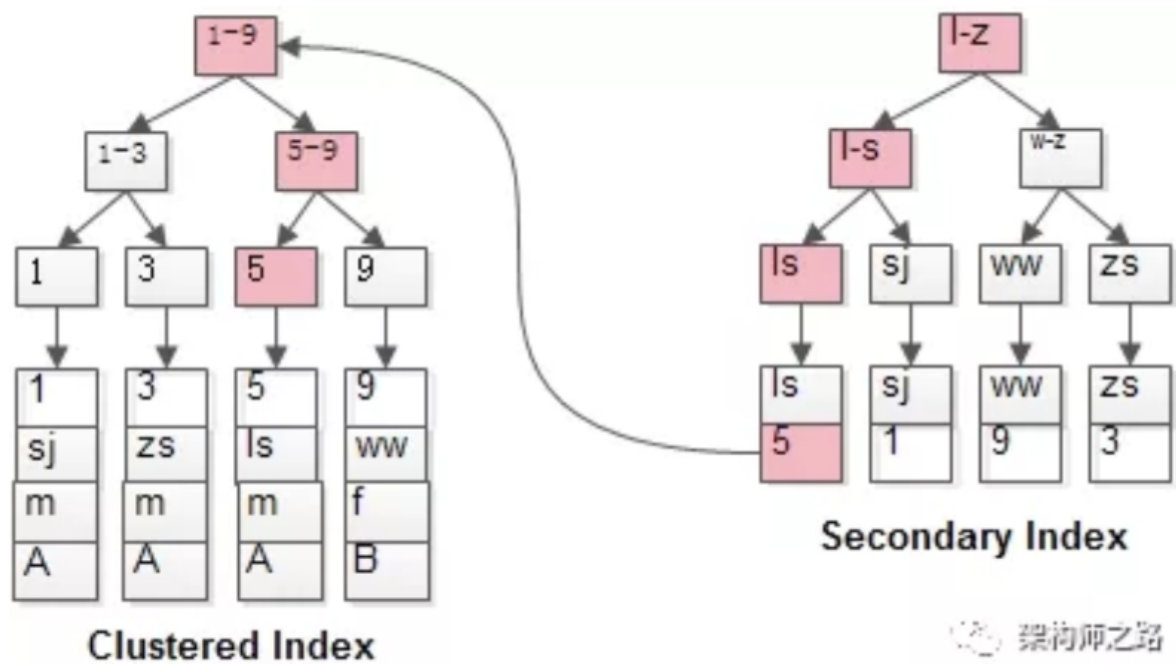 1-9
l-z
1-3
5-9
l-s
w-z
1
3
5
9
ls
sj
ww
zs
1
3
5
9
ls
sj
ww
zs
sj
zs
ls
ww
5
1
9
3
m
m
m
f
A
A
A
B
Secondary Index
Clustered Index
架构师之路